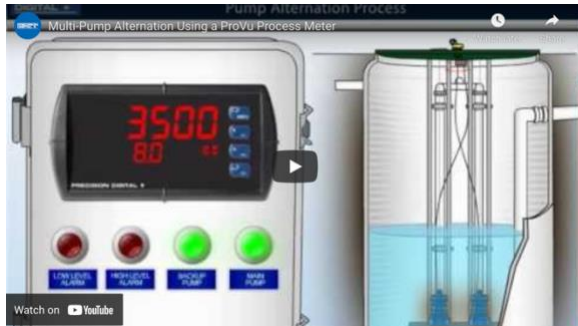 DIGITAL +
Pump Alternation Process
Multi-Pump Alternation Using a ProVu Process Meter
3500
8.0
PRECISION DIGITAL +
LOW LEVEL ALARM
HIGH LEVEL ALARM
BACKUP PUMP
MAIN PUMP
Watch on YouTube